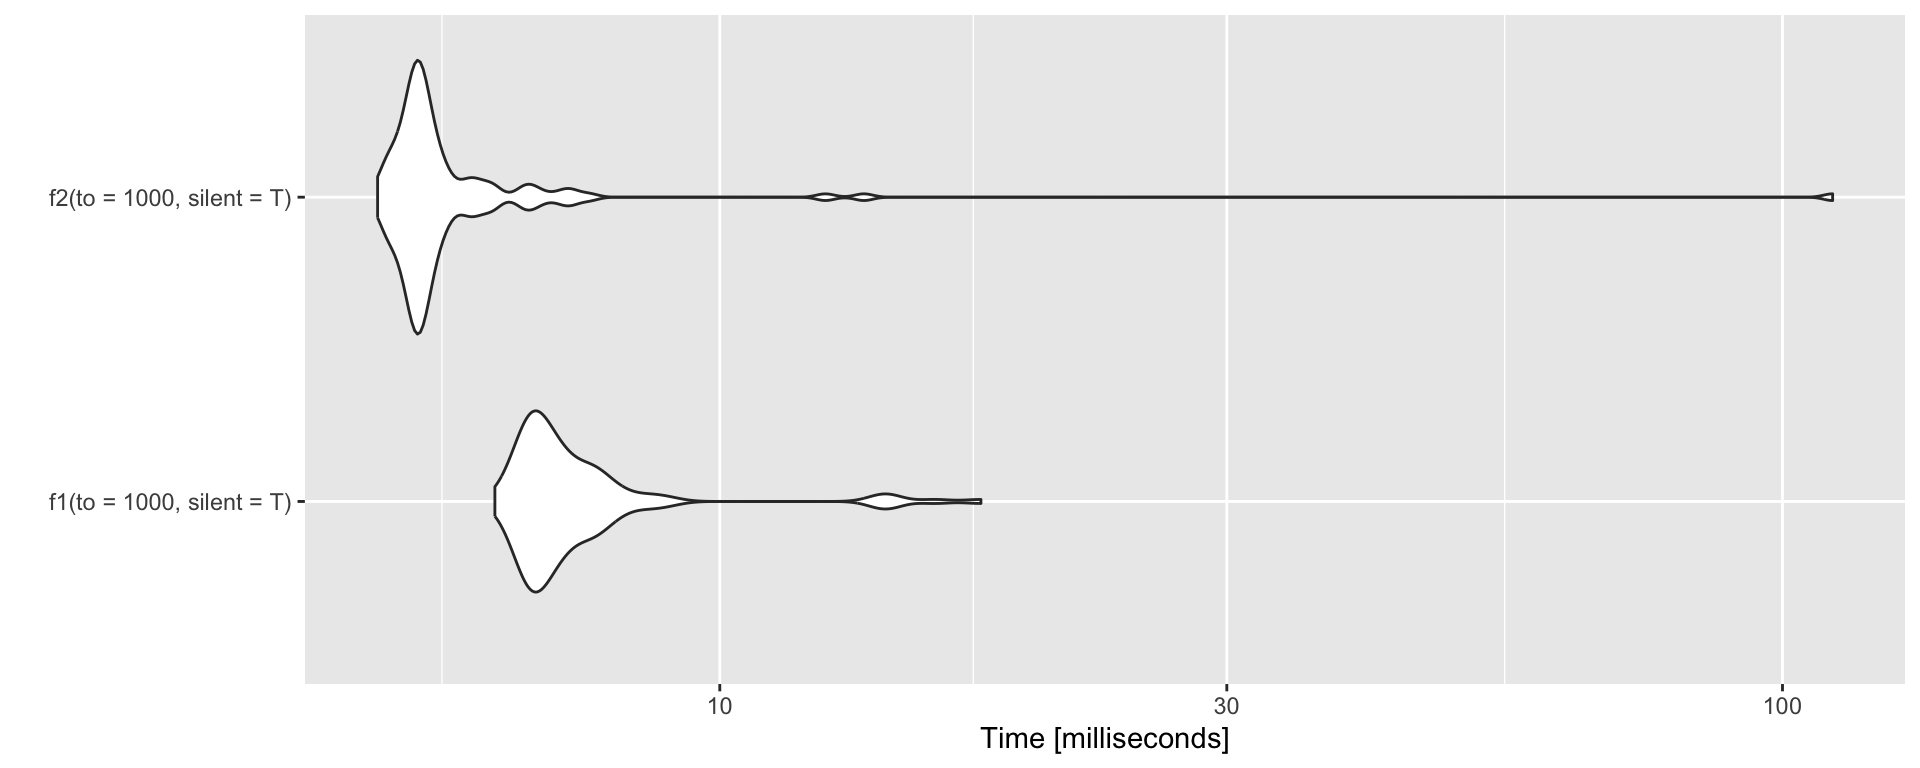 f2(to = 1000, silent = T)
f1(to = 1000, silent = T)
10 30 100
Time [milliseconds]